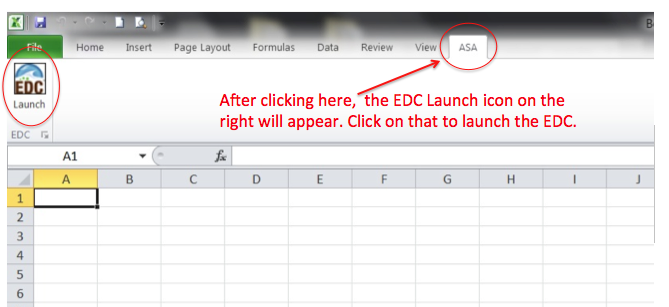 B
File Home Insert Page Layout Formulas Data Review View ASA
EDC
Launch
After clicking here, the EDC Launch icon on the
right will appear. Click on that to launch the EDC.
EDC
A1 fx
A B C D E F G H I J
1
2
3
4
5
6